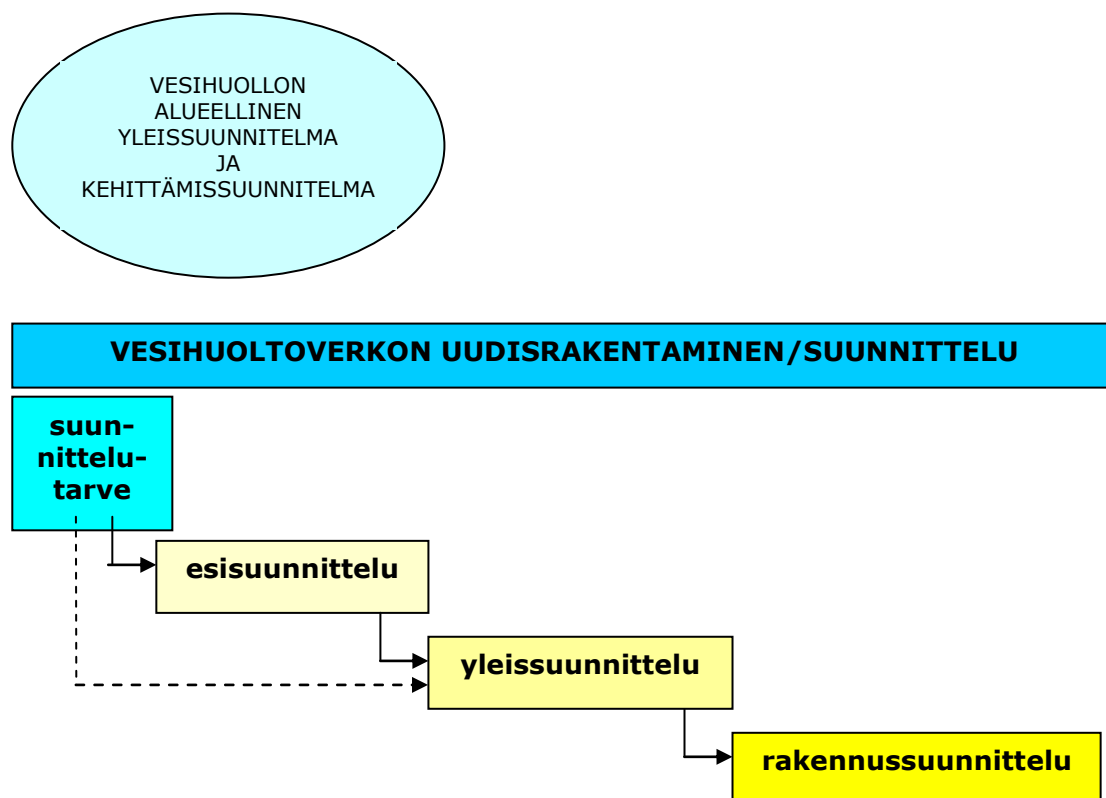 VESIHUOLLON
ALUEELLINEN
YLEISSUUNNITELMA
JA
KEHITTÄMISSUUNNITELMA
VESIHUOLTOVERKON UUDISRAKENTAMINEN/SUUNNITTELU
suun-
nittelu-
tarve
esisuunnittelu
yleissuunnittelu
rakennussuunnittelu